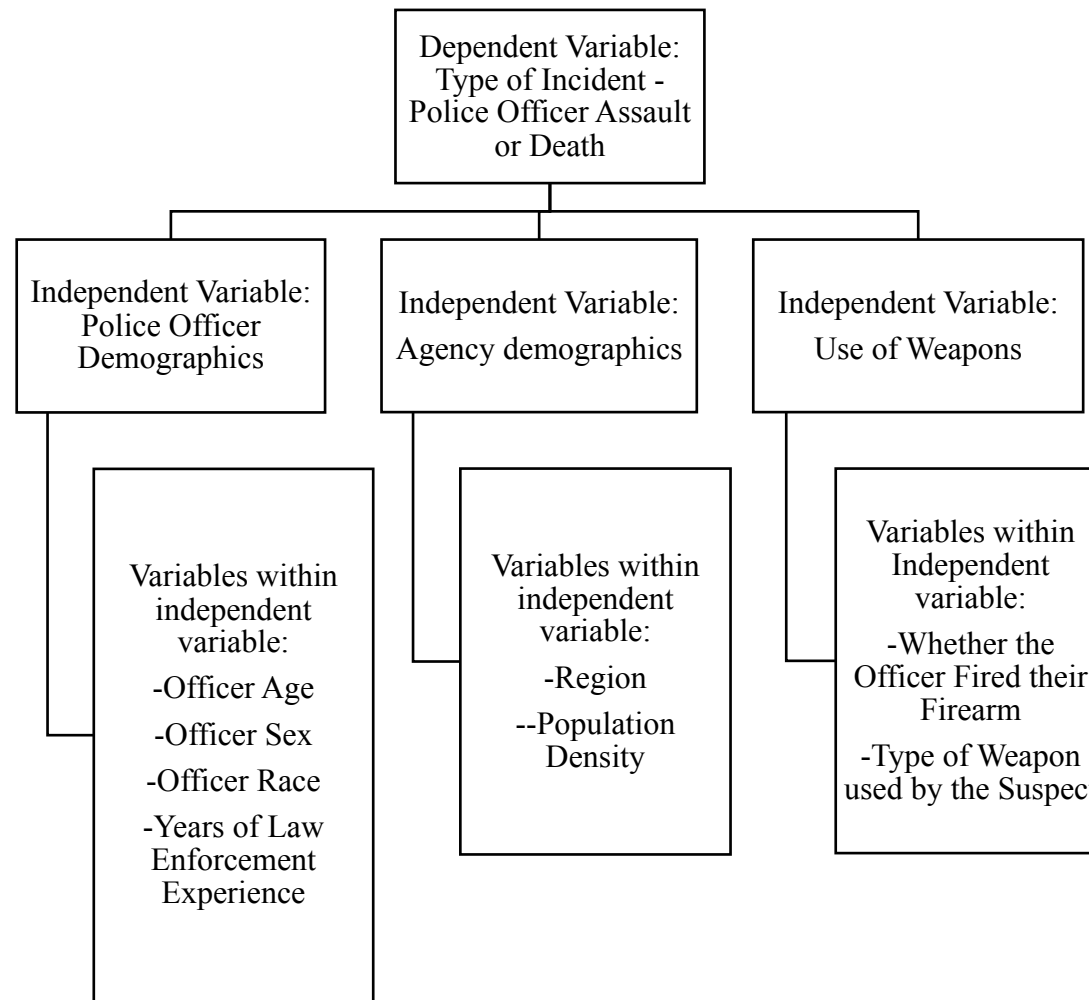 Dependent Variable:
Type of Incident -
Police Officer Assault
or Death
Independent Variable:
Police Officer
Demographics
Independent Variable:
Agency demographics
Independent Variable:
Use of Weapons
Variables within
independent
variable:
-Officer Age
-Officer Sex
-Officer Race
-Years of Law
Enforcement
Experience
Variables within
independent
variable:
-Region
--Population
Density
Variables within
Independent
variable:
-Whether the
Officer Fired their
Firearm
-Type of Weapon
used by the Suspec